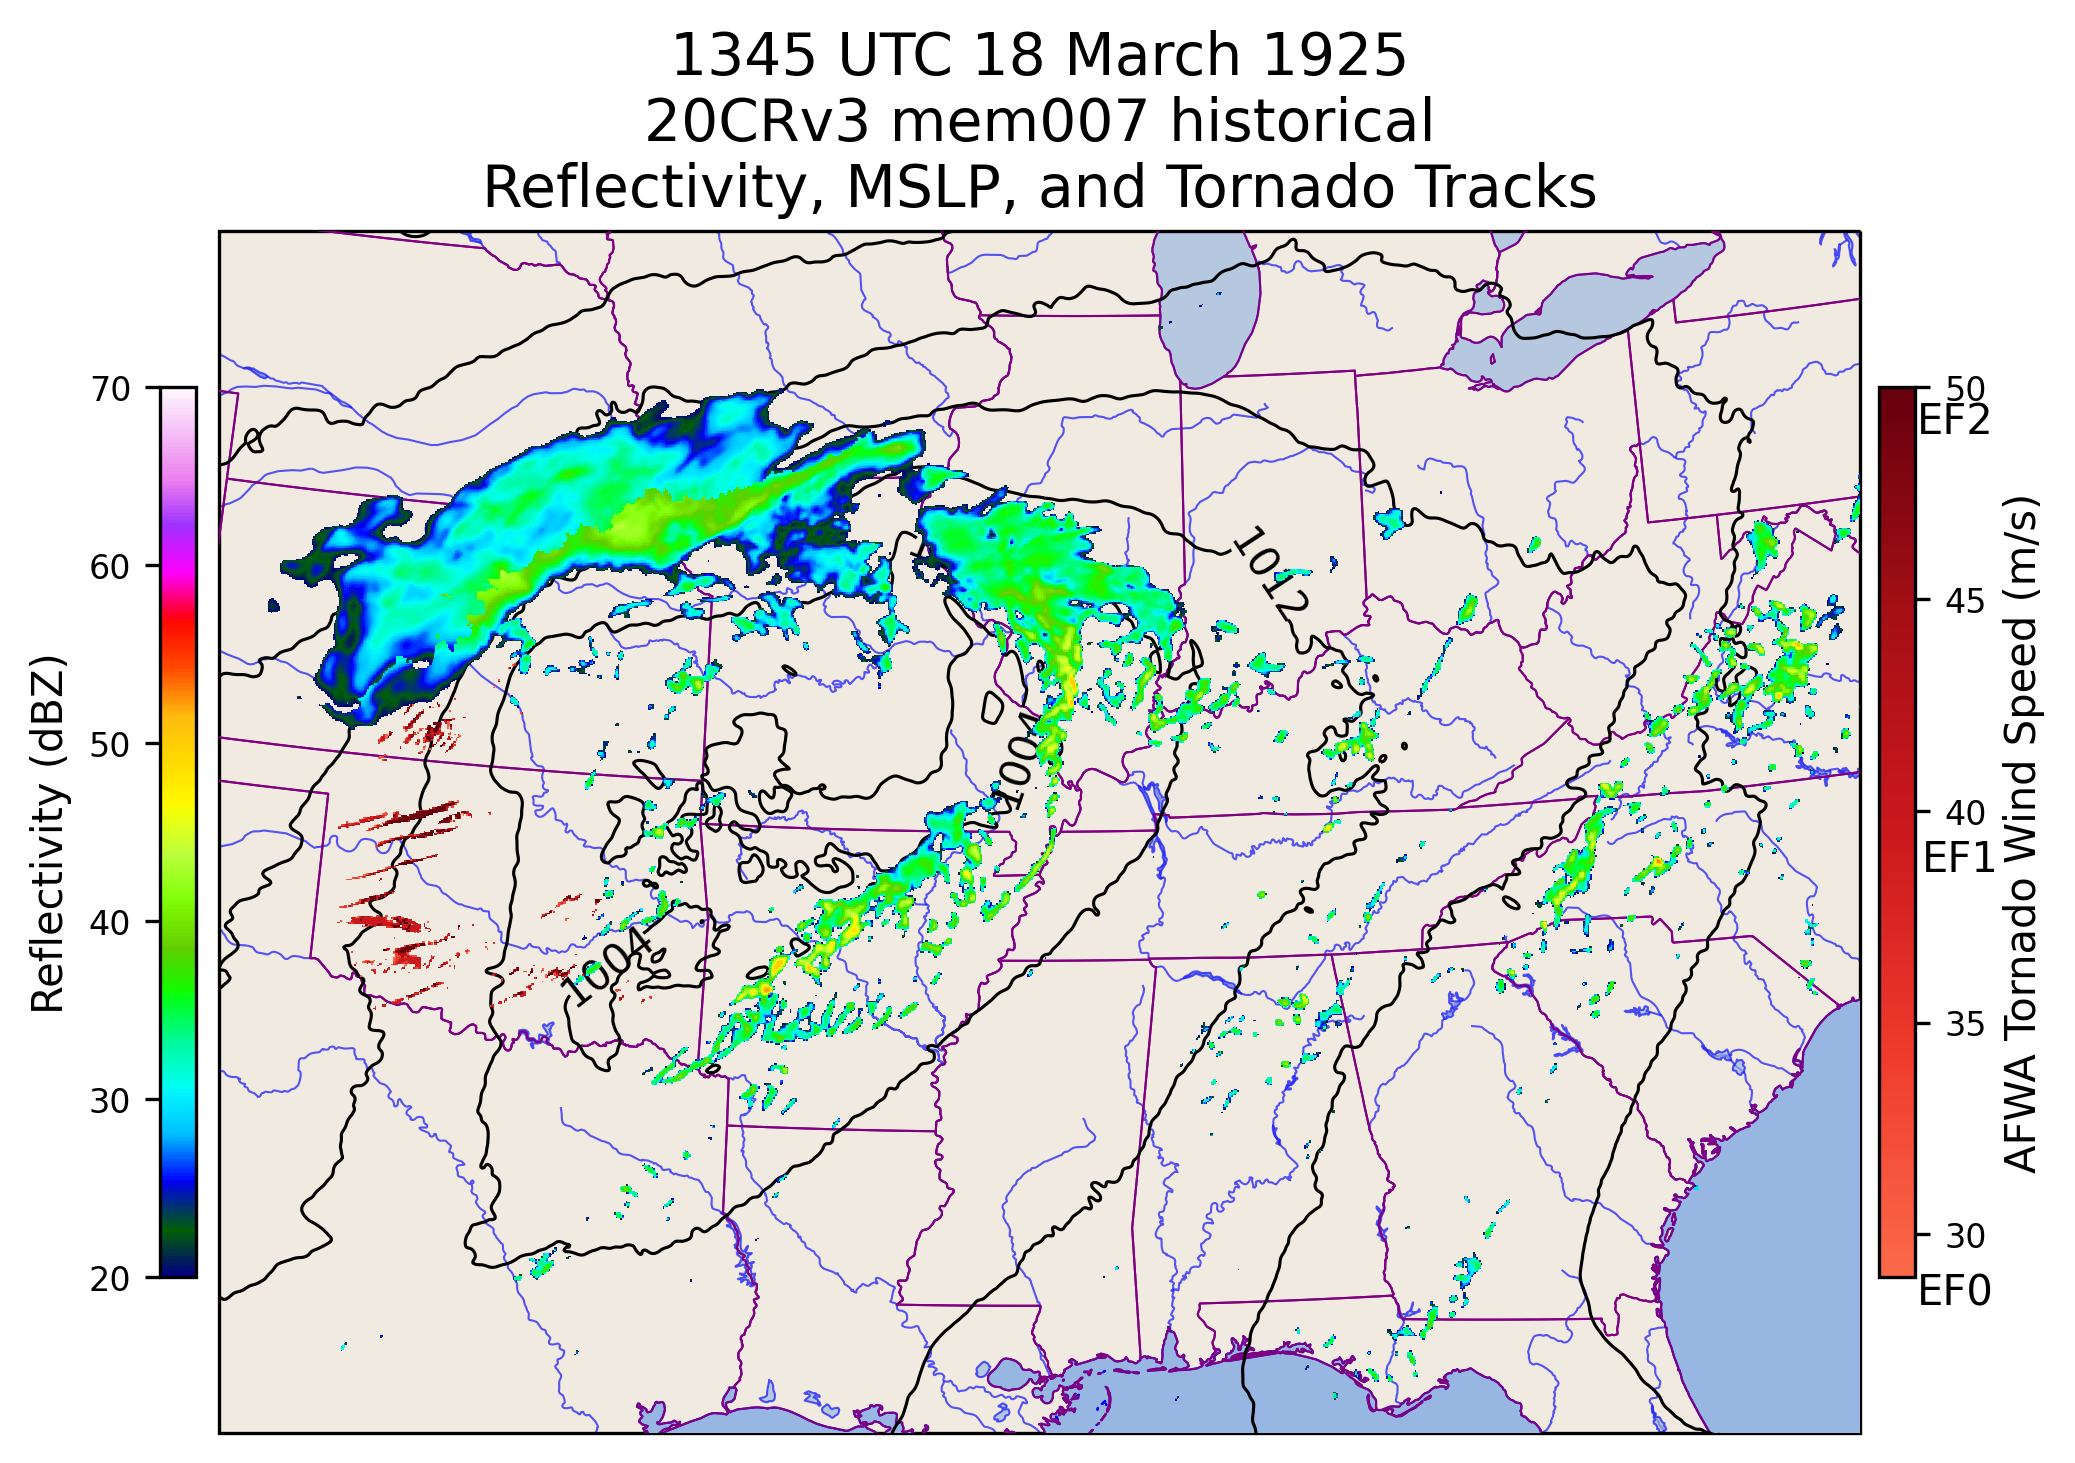 1345 UTC 18 March 1925
20CRv3 mem007 historical
Reflectivity, MSLP, and Tornado Tracks
70
60
50
40
30
20
Reflectivity (dBZ)
1012
1004
1004
50
EF2
45
40
EF1
35
30
EF0
AFWA Tornado Wind Speed (m/s)